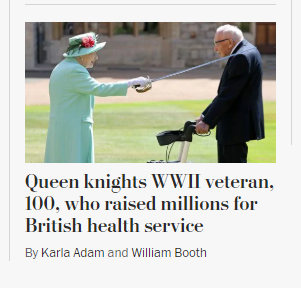 Queen knights WWII veteran,
100, who raised millions for
British health service
By Karla Adam and William Booth